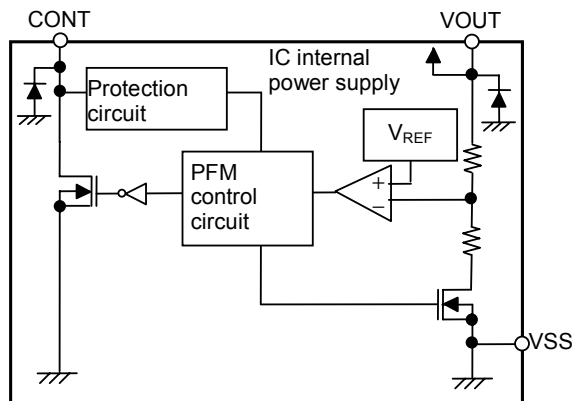 CONT
VOUT
IC internal
power supply
Protection
circuit
VREF
PFM
control
circuit
+
−
VSS